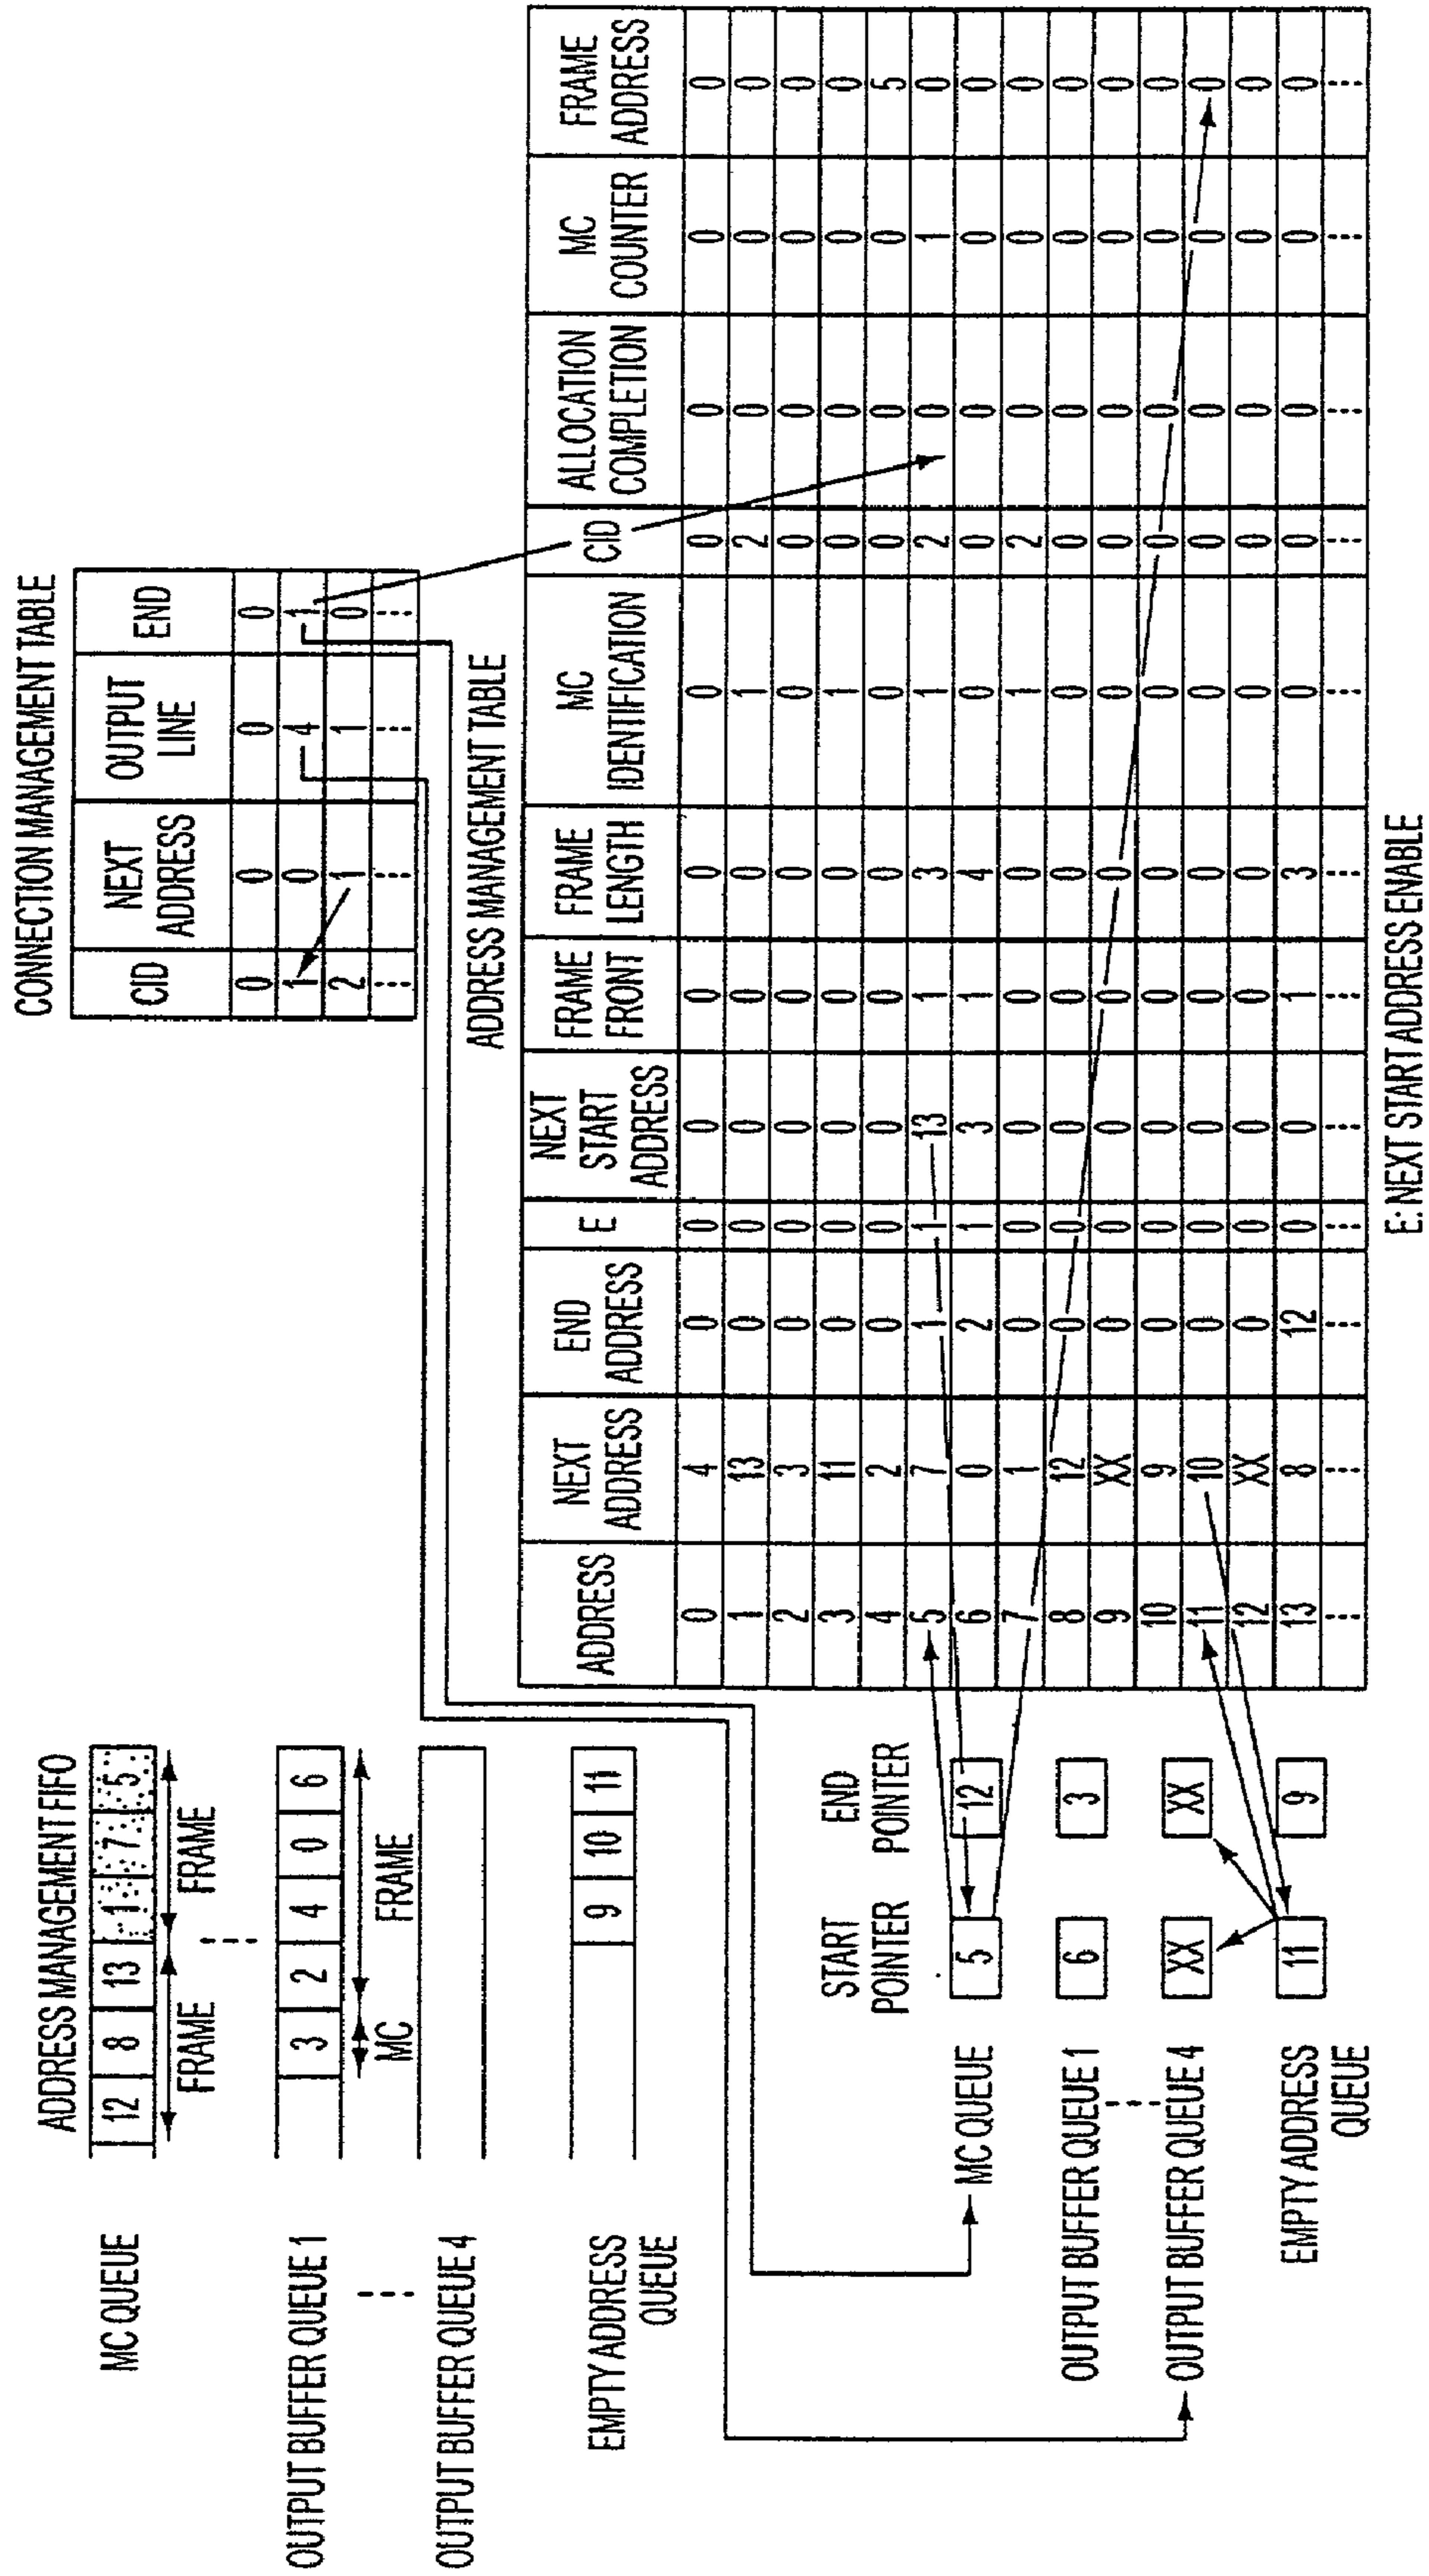 ADDRESS MANAGEMENT FIFO
MC QUEUE
12 8 13 1 7 5
FRAME FRAME
OUTPUT BUFFER QUEUE 1
3 2 4 0 6
MC FRAME
OUTPUT BUFFER QUEUE 4
EMPTY ADDRESS
QUEUE
9 10 11
CONNECTION MANAGEMENT TABLE
CID NEXT ADDRESS OUTPUT LINE END
0 0 0 0
1 0 4 1
2 1 1 0
START POINTER END POINTER
MC QUEUE 5 12
OUTPUT BUFFER QUEUE 1 6 3
OUTPUT BUFFER QUEUE 4 XX XX
EMPTY ADDRESS
QUEUE
11 9
ADDRESS MANAGEMENT TABLE
ADDRESS NEXT ADDRESS END ADDRESS E NEXT START ADDRESS FRAME FRONT FRAME LENGTH MC IDENTIFICATION CID ALLOCATION COMPLETION MC COUNTER FRAME ADDRESS
0 4 0 0 0 0 0 0 0 0 0 0
1 13 0 0 0 0 0 1 2 0 0 0
2 3 0 0 0 0 0 0 0 0 0 0
3 11 0 0 0 0 0 1 0 0 0 0
4 2 0 0 0 0 0 0 0 0 0 5
5 7 1 1 13 1 3 1 2 0 1 0
6 0 2 1 3 1 4 0 0 0 0 0
7 1 0 0 0 0 0 1 2 0 0 0
8 12 0 0 0 0 0 0 0 0 0 0
9 XX 0 0 0 0 0 0 0 0 0 0
10 9 0 0 0 0 0 0 0 0 0 0
11 10 0 0 0 0 0 0 0 0 0 0
12 XX 0 0 0 0 0 0 0 0 0 0
13 8 12 0 0 1 3 0 0 0 0 0
E: NEXT START ADDRESS ENABLE